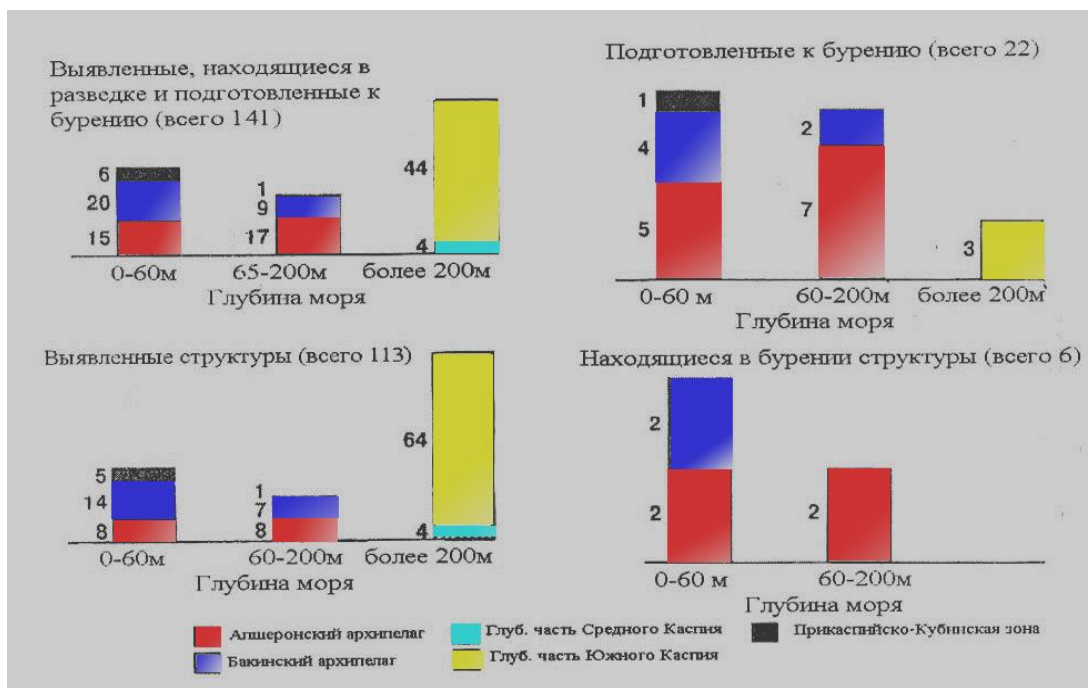 Выявленные, находящиеся в
разведке и подготовленные к
бурению (всего 141)
6
20
15
1
9
17
44
4
0-60м
65-200м
более 200м
Глубина моря
Подготовленные к бурению (всего 22)
1
4
5
2
7
3
0-60 м
60-200м
более 200м
Глубина моря
Выявленные структуры (всего 113)
5
14
8
1
7
8
64
4
0-60м
60-200м
более 200м
Глубина моря
Находящиеся в бурении структуры (всего 6)
2
2
2
0-60 м
60-200м
Глубина моря
Апшеронский архипелаг
Бакинский архипелаг
Глуб. часть Среднего Каспия
Глуб. часть Южного Каспия
Прикаспийско-Кубинская зона